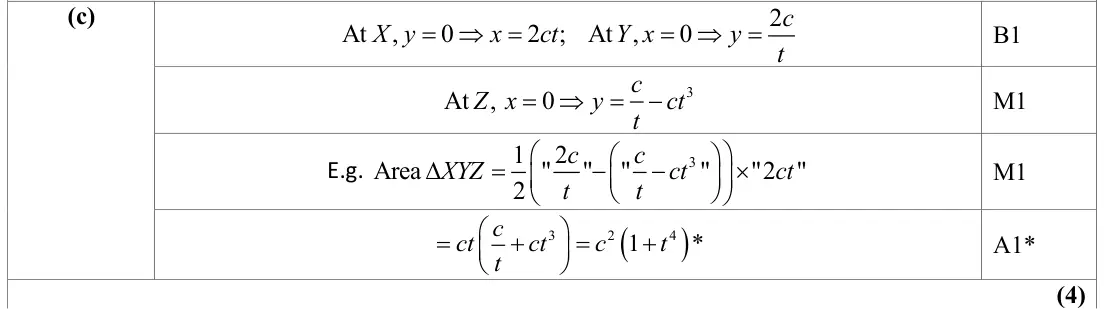 (c) At X, y = 0 ⇒ x = 2ct; At Y, x = 0 ⇒ y = 2c/t B1
At Z, x = 0 ⇒ y = c/t − ct³ M1
E.g. Area ΔXYZ = 1/2 ("2c/t" − ("c/t − ct³")) × "2ct" M1
= ct (c/t + ct³) = c² (1 + t⁴) * A1*
(4)